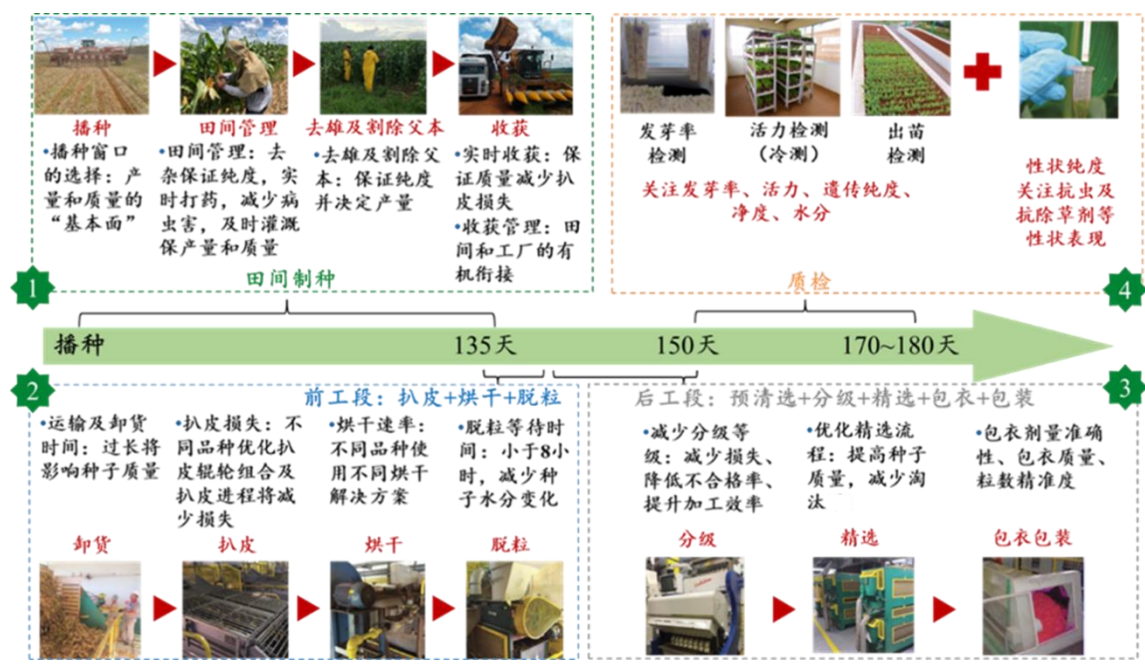 播种
田间管理
去雄及割除父本
收获
•播种窗口
的选择：产
量和质量的
“基本面”
•田间管理：去
杂保证纯度，实
时打药，减少病
虫害，及时灌溉
保产量和质量
•去雄及割除父
本：保证纯度
并决定产量
•实时收获：保
证质量减少扒
皮损失
•收获管理：田
间和工厂的有
机衔接
田间制种
1
发芽率
检测
活力检测
（冷测）
出苗
检测
关注发芽率、活力、遗传纯度、
净度、水分
性状纯度
关注抗虫及
抗除草剂等
性状表现
质检
4
播种
135天
150天
170~180天
2
前工段：扒皮+烘干+脱粒
•运输及卸货
时间：过长将
影响种子质量
•扒皮损失：不
同品种优化扒
皮辊轮组合及
扒皮进程将减
少损失
•烘干速率：
不同品种使
用不同烘干
解决方案
•脱粒等待时
间：小于8小
时，减少种
子水分变化
卸货
扒皮
烘干
脱粒
3
后工段：预清选+分级+精选+包衣+包装
•减少分级等
级：减少损失、
降低不合格率、
提升加工效率
•优化精选流
程：提高种子
质量，减少淘
汰
•包衣剂量准确
性、包衣质量、
粒数精准度
分级
精选
包衣包装